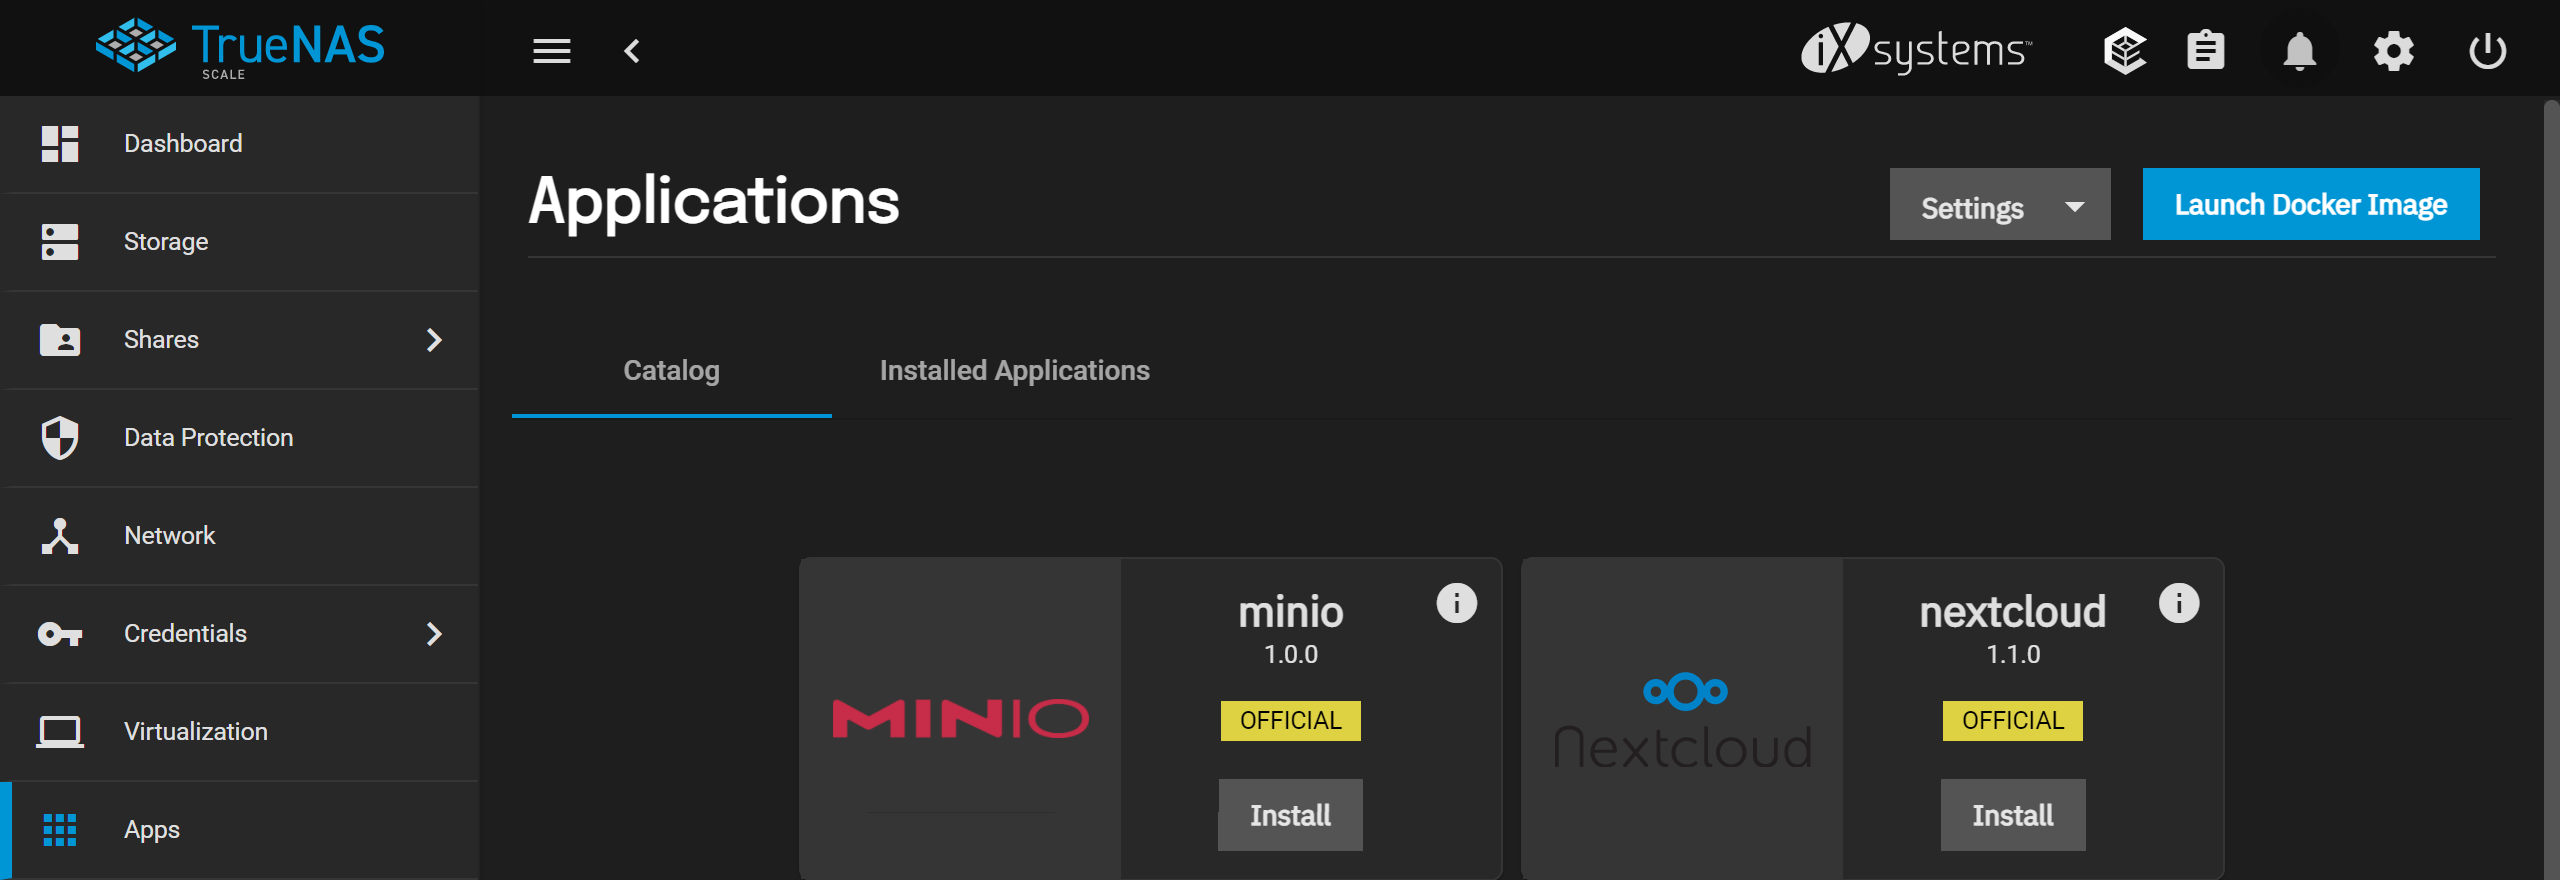 TrueNAS
SCALE
iXsystems™
Dashboard
Storage
Shares
Data Protection
Network
Credentials
Virtualization
Apps
Applications
Settings
Launch Docker Image
Catalog
Installed Applications
MINIO
minio
1.0.0
OFFICIAL
Install
Nextcloud
nextcloud
1.1.0
OFFICIAL
Install